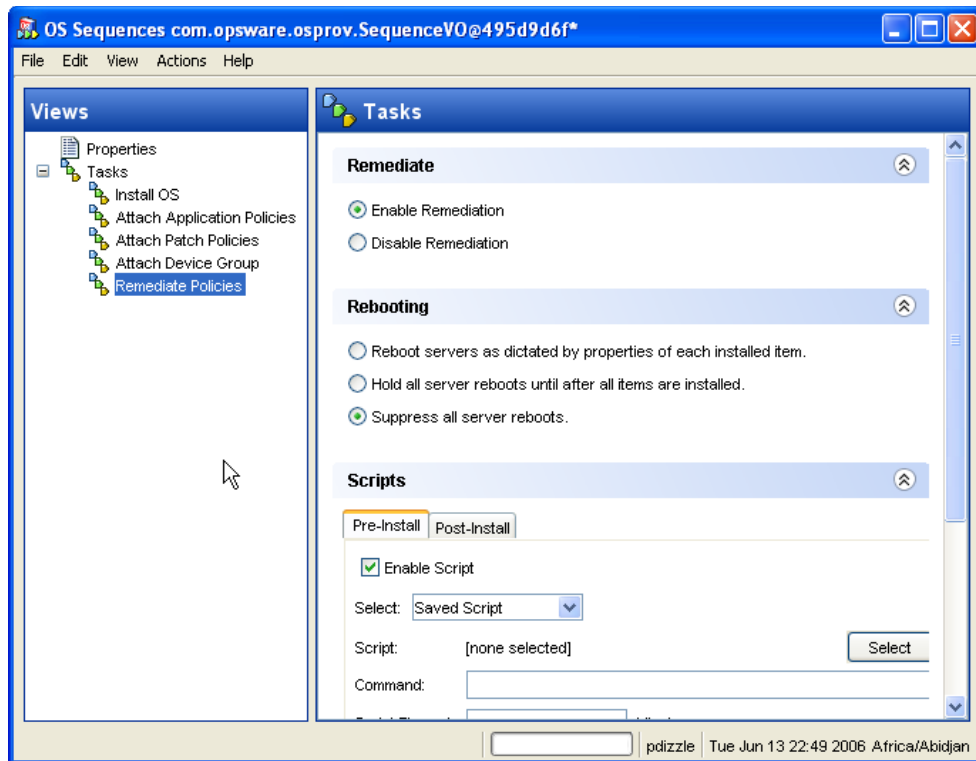 OS Sequences com.opsware.osprov.SequenceVO@495d9d6f*
File Edit View Actions Help
Views
Properties
Tasks
Install OS
Attach Application Policies
Attach Patch Policies
Attach Device Group
Remediate Policies
Tasks
Remediate
Enable Remediation
Disable Remediation
Rebooting
Reboot servers as dictated by properties of each installed item.
Hold all server reboots until after all items are installed.
Suppress all server reboots.
Scripts
Pre-Install Post-Install
Enable Script
Select: Saved Script
Script: [none selected] Select
Command:
pdizzle Tue Jun 13 22:49 2006 Africa/Abidjan